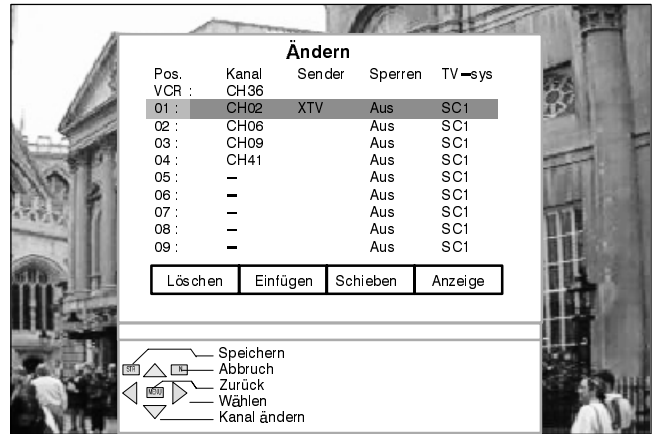 Ändern
Pos. Kanal Sender Sperren TV–sys
VCR : CH36
01 : CH02 XTV Aus SC1
02 : CH06 Aus SC1
03 : CH09 Aus SC1
04 : CH41 Aus SC1
05 : – Aus SC1
06 : – Aus SC1
07 : – Aus SC1
08 : – Aus SC1
09 : – Aus SC1
Löschen Einfügen Schieben Anzeige
Speichern
STR N Abbruch
MENU Zurück
Wählen
Kanal ändern